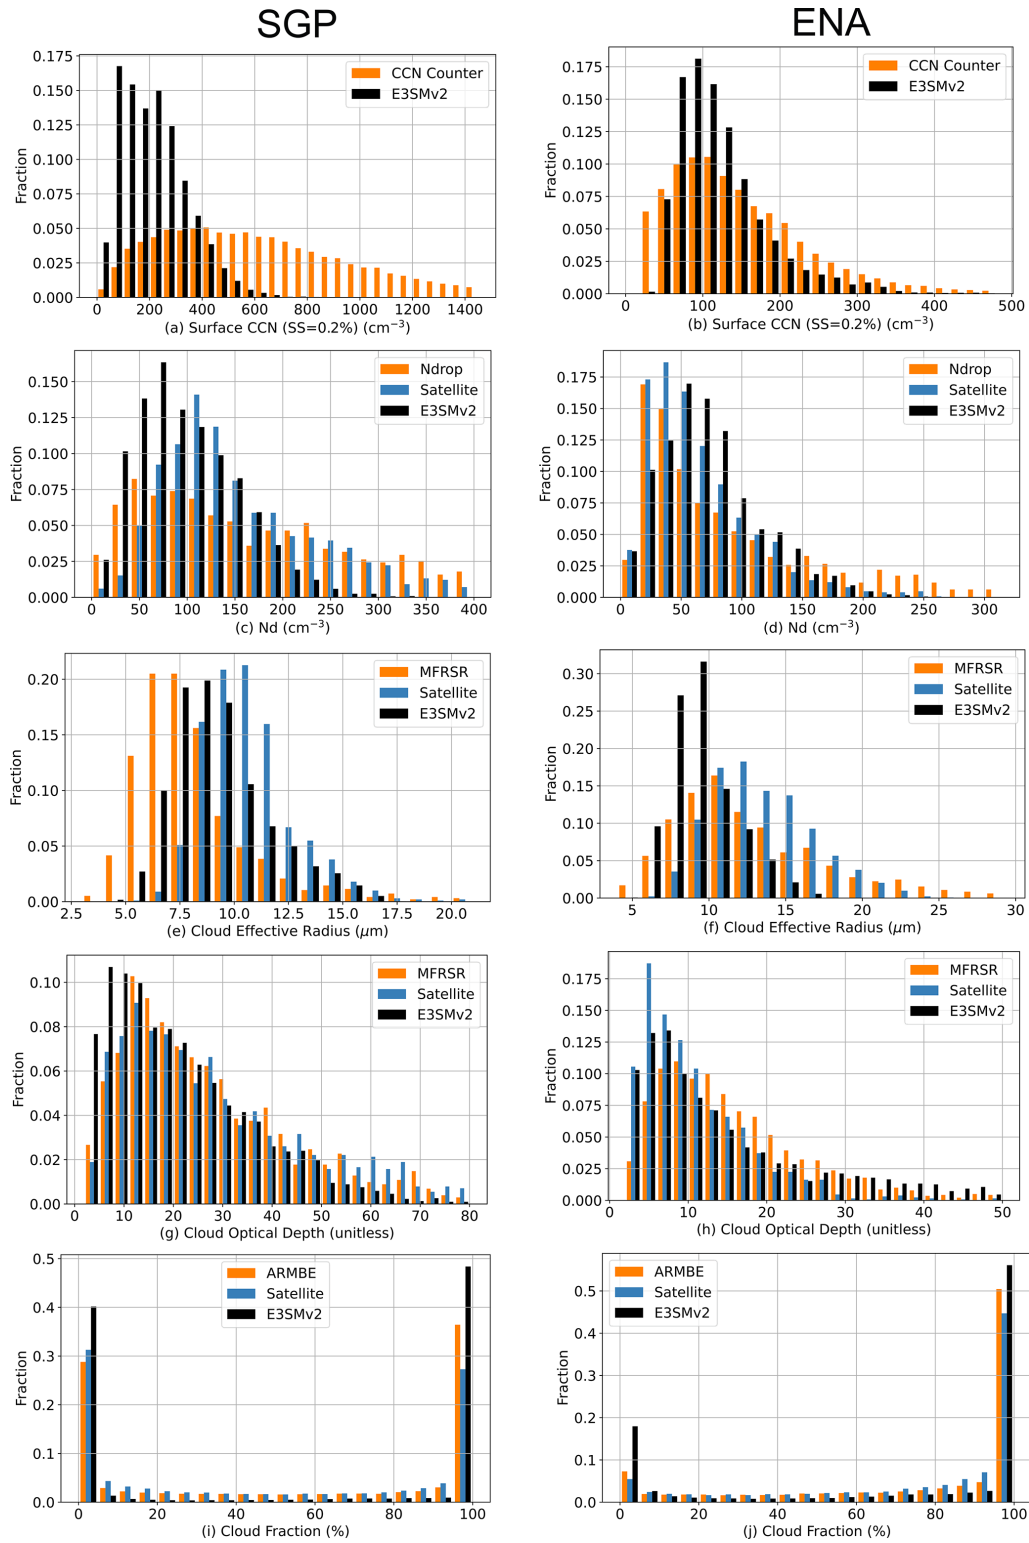 SGP
ENA
0.175
0.150
0.125
0.100
0.075
0.050
0.025
0.000
Fraction
CCN Counter
E3SMv2
0 200 400 600 800 1000 1200 1400
(a) Surface CCN (SS=0.2%) (cm⁻³)
0.175
0.150
0.125
0.100
0.075
0.050
0.025
0.000
Fraction
CCN Counter
E3SMv2
0 100 200 300 400 500
(b) Surface CCN (SS=0.2%) (cm⁻³)
0.150
0.125
0.100
0.075
0.050
0.025
0.000
Fraction
Ndrop
Satellite
E3SMv2
0 50 100 150 200 250 300 350 400
(c) Nd (cm⁻³)
0.175
0.150
0.125
0.100
0.075
0.050
0.025
0.000
Fraction
Ndrop
Satellite
E3SMv2
0 50 100 150 200 250 300
(d) Nd (cm⁻³)
0.20
0.15
0.10
0.05
0.00
Fraction
MFRSR
Satellite
E3SMv2
2.5 5.0 7.5 10.0 12.5 15.0 17.5 20.0
(e) Cloud Effective Radius (μm)
0.30
0.25
0.20
0.15
0.10
0.05
0.00
Fraction
MFRSR
Satellite
E3SMv2
5 10 15 20 25 30
(f) Cloud Effective Radius (μm)
0.10
0.08
0.06
0.04
0.02
0.00
Fraction
MFRSR
Satellite
E3SMv2
0 10 20 30 40 50 60 70 80
(g) Cloud Optical Depth (unitless)
0.175
0.150
0.125
0.100
0.075
0.050
0.025
0.000
Fraction
MFRSR
Satellite
E3SMv2
0 10 20 30 40 50
(h) Cloud Optical Depth (unitless)
0.5
0.4
0.3
0.2
0.1
0.0
Fraction
ARMBE
Satellite
E3SMv2
0 20 40 60 80 100
(i) Cloud Fraction (%)
0.5
0.4
0.3
0.2
0.1
0.0
Fraction
ARMBE
Satellite
E3SMv2
0 20 40 60 80 100
(j) Cloud Fraction (%)